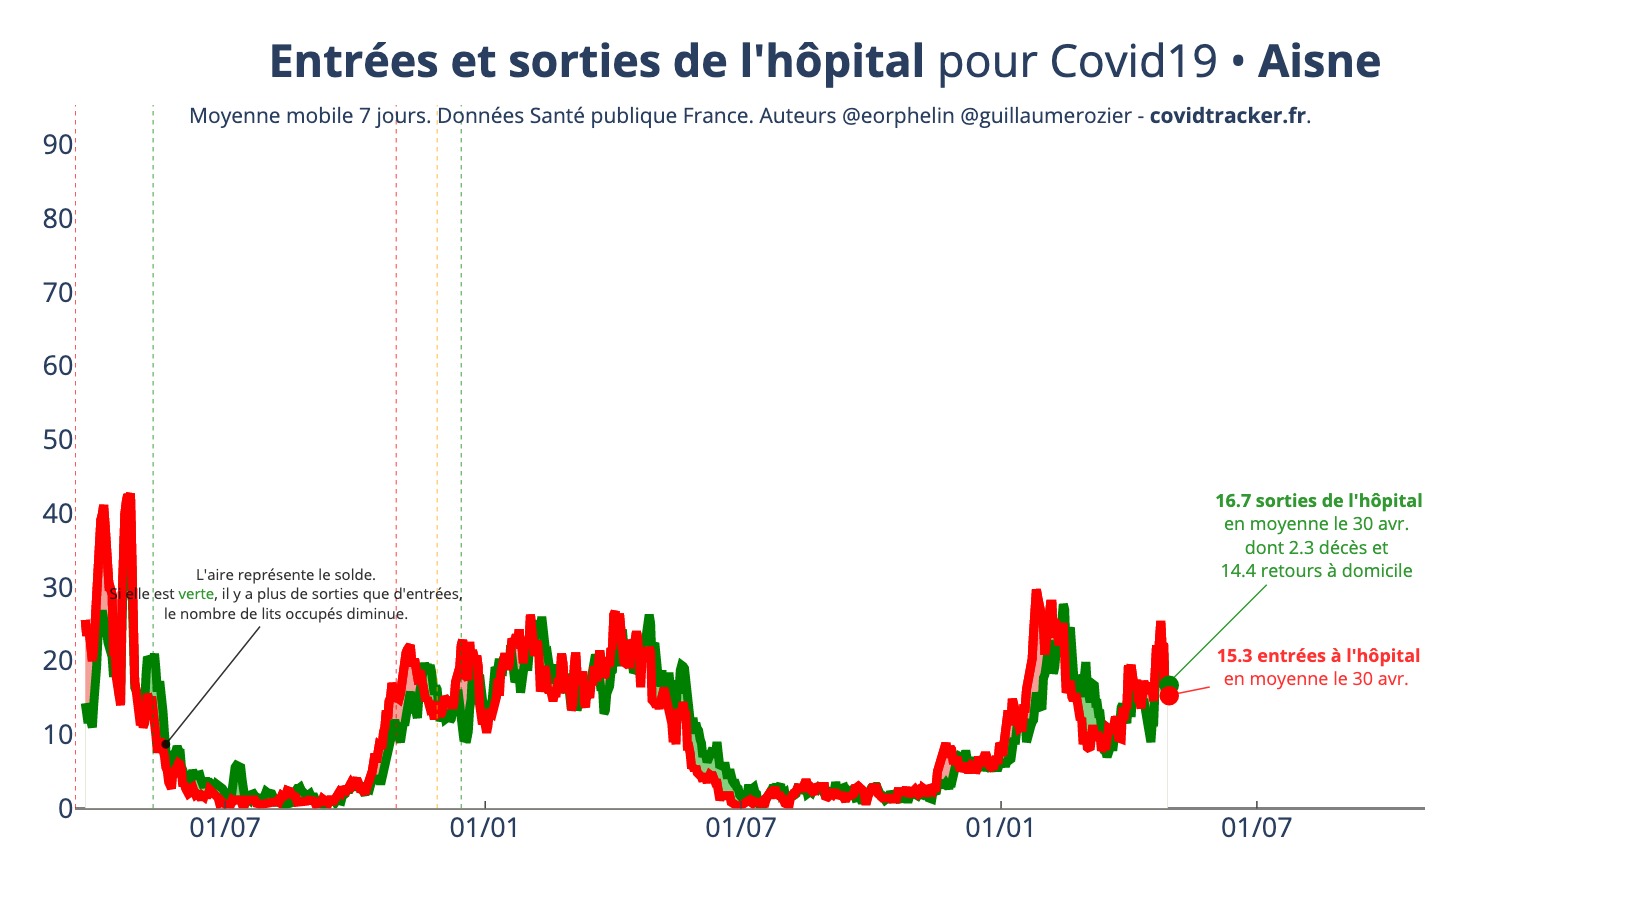 Entrées et sorties de l'hôpital pour Covid19 • Aisne
Moyenne mobile 7 jours. Données Santé publique France. Auteurs @eorphelin @guillaumerozier - covidtracker.fr.
90
80
70
60
50
40
30
20
10
0
L'aire représente le solde.
Si elle est verte, il y a plus de sorties que d'entrées,
le nombre de lits occupés diminue.
16.7 sorties de l'hôpital
en moyenne le 30 avr.
dont 2.3 décès et
14.4 retours à domicile
15.3 entrées à l'hôpital
en moyenne le 30 avr.
01/07
01/01
01/07
01/01
01/07